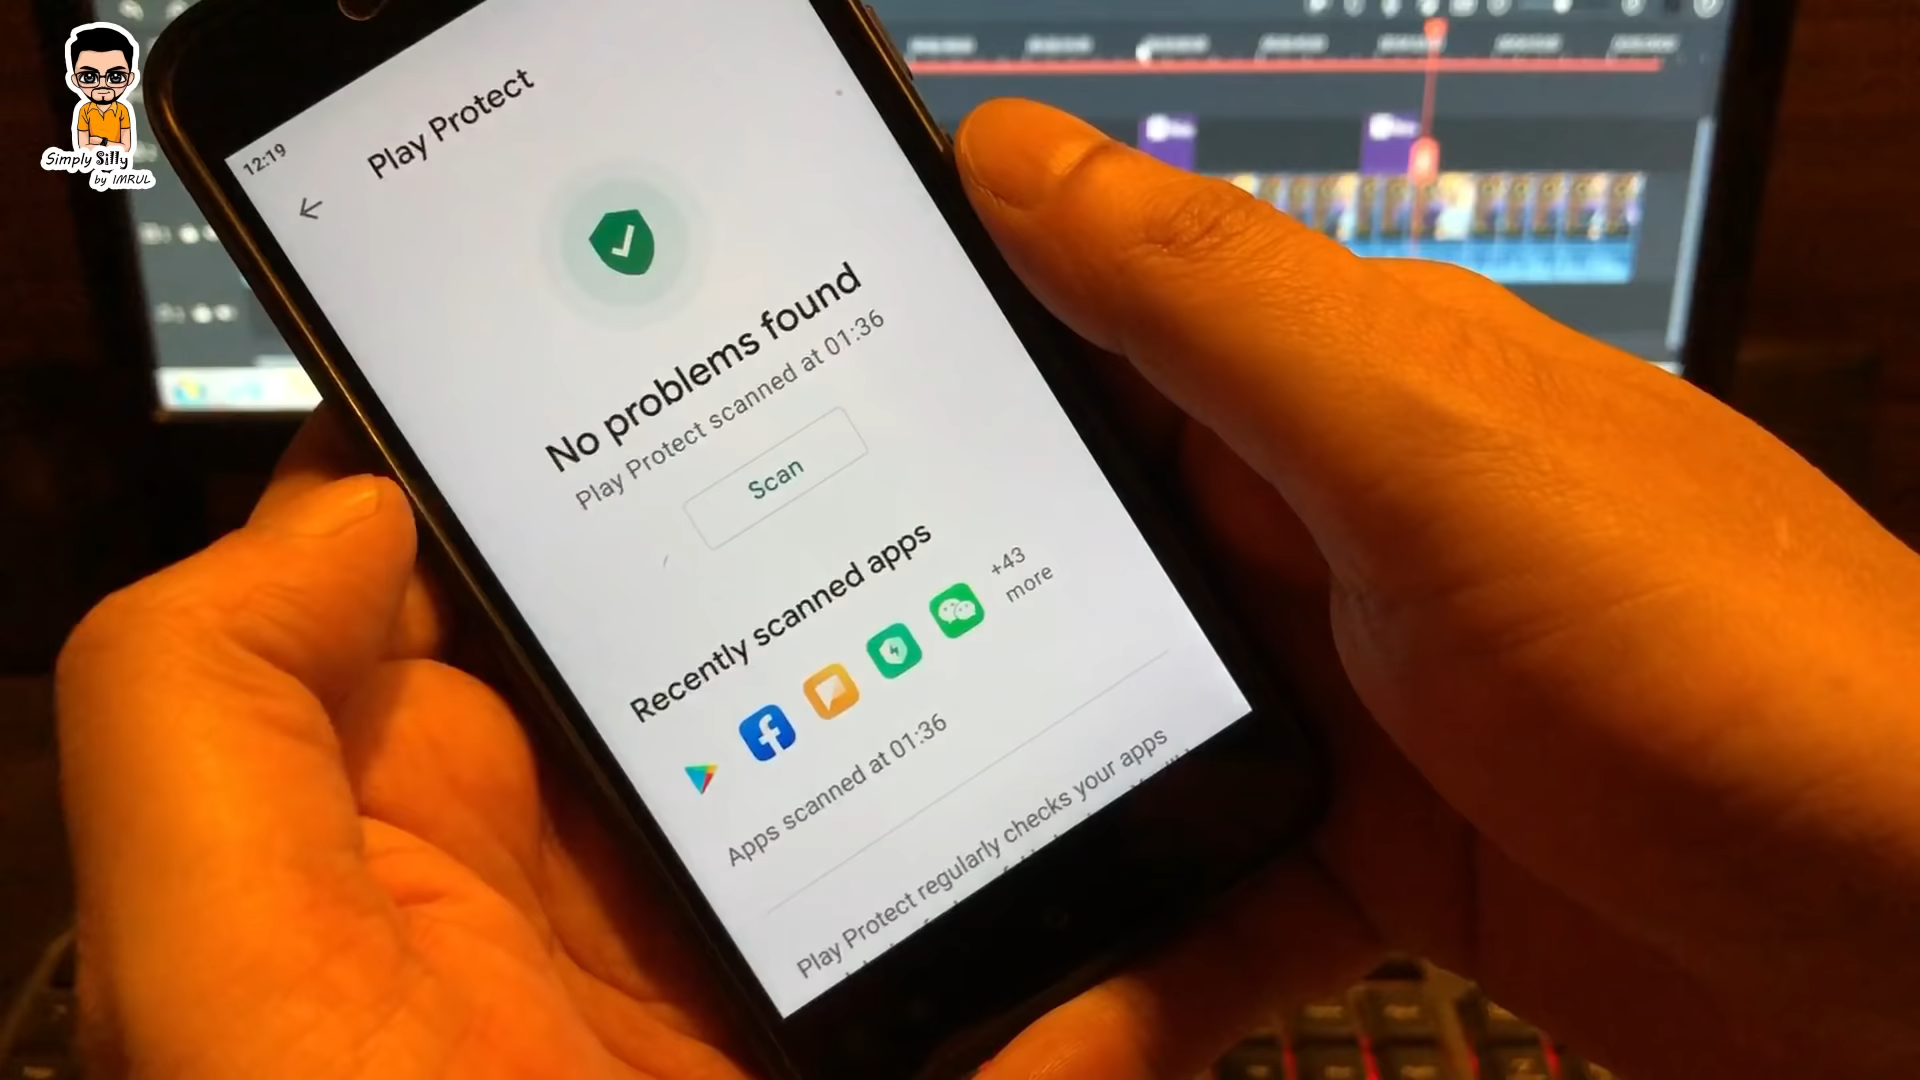 Simply Silly
by IMRUL
12:19
Play Protect
No problems found
Play Protect scanned at 01:36
Scan
Recently scanned apps
+43
more
Apps scanned at 01:36
Play Protect regularly checks your apps